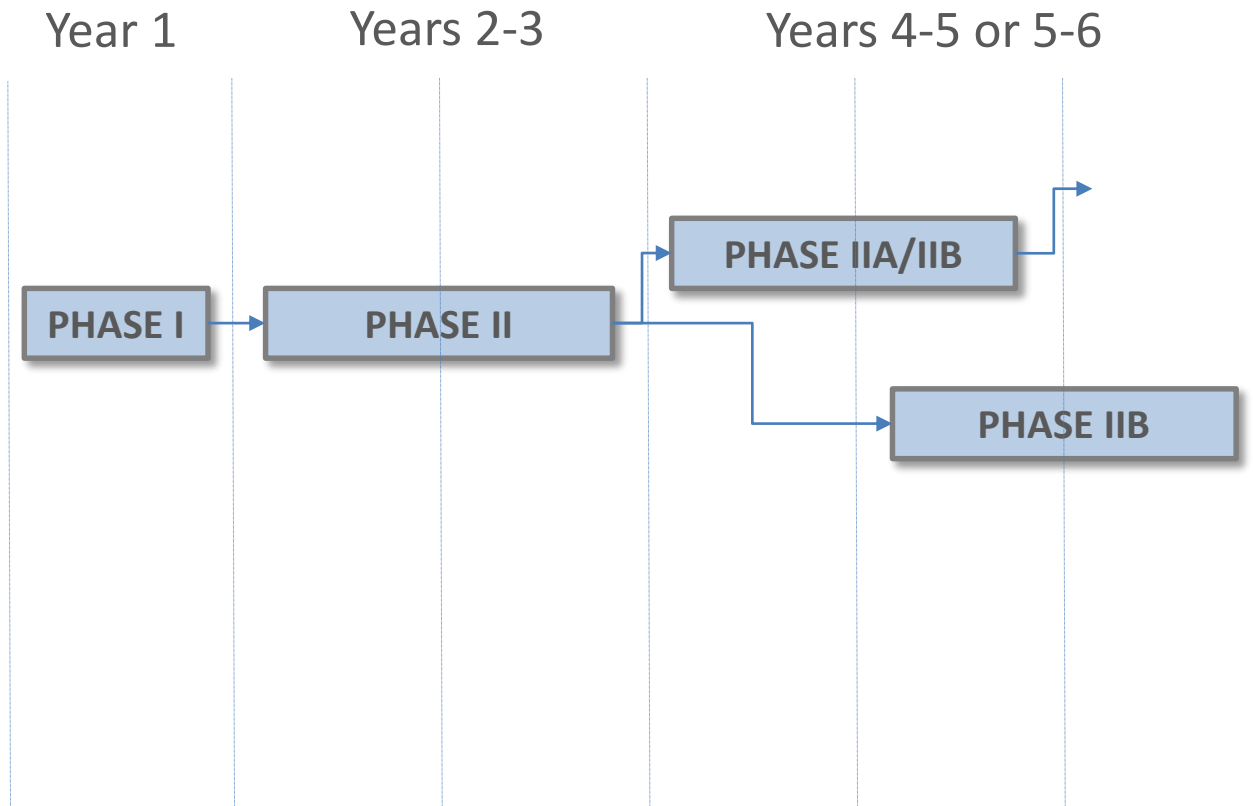 Year 1
Years 2-3
Years 4-5 or 5-6
PHASE IIA/IIB
PHASE I
PHASE II
PHASE IIB